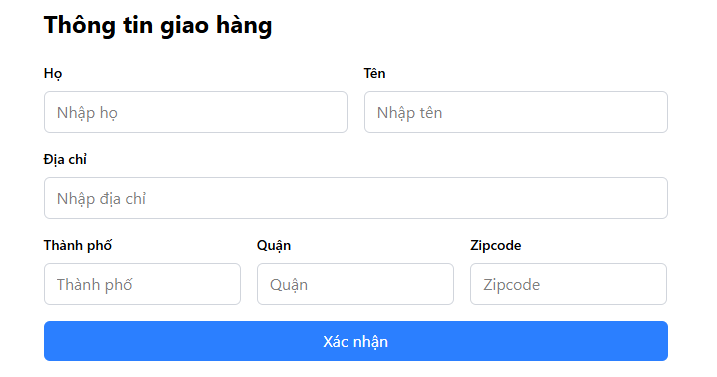 Thông tin giao hàng
Họ Tên
Nhập họ Nhập tên
Địa chỉ
Nhập địa chỉ
Thành phố Quận Zipcode
Thành phố Quận Zipcode
Xác nhận